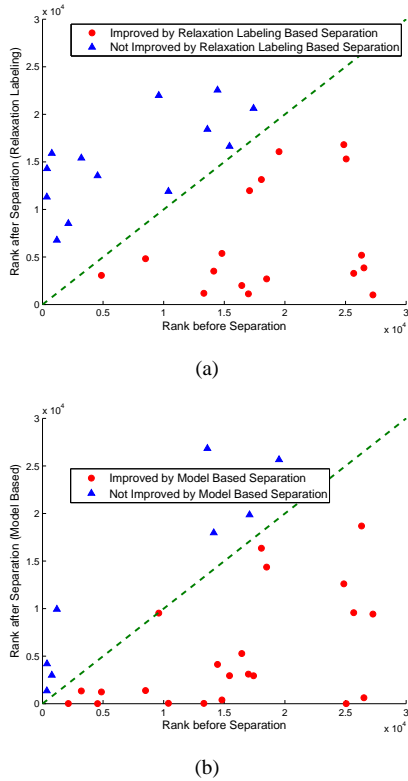 x 10⁴
3
2.5
2
1.5
1
0.5
0
Rank after Separation (Relaxation Labeling)
Improved by Relaxation Labeling Based Separation
Not Improved by Relaxation Labeling Based Separation
0 0.5 1 1.5 2 2.5 3
x 10⁴
Rank before Separation
(a)
x 10⁴
3
2.5
2
1.5
1
0.5
0
Rank after Separation (Model Based)
Improved by Model Based Separation
Not Improved by Model Based Separation
0 0.5 1 1.5 2 2.5 3
x 10⁴
Rank before Separation
(b)